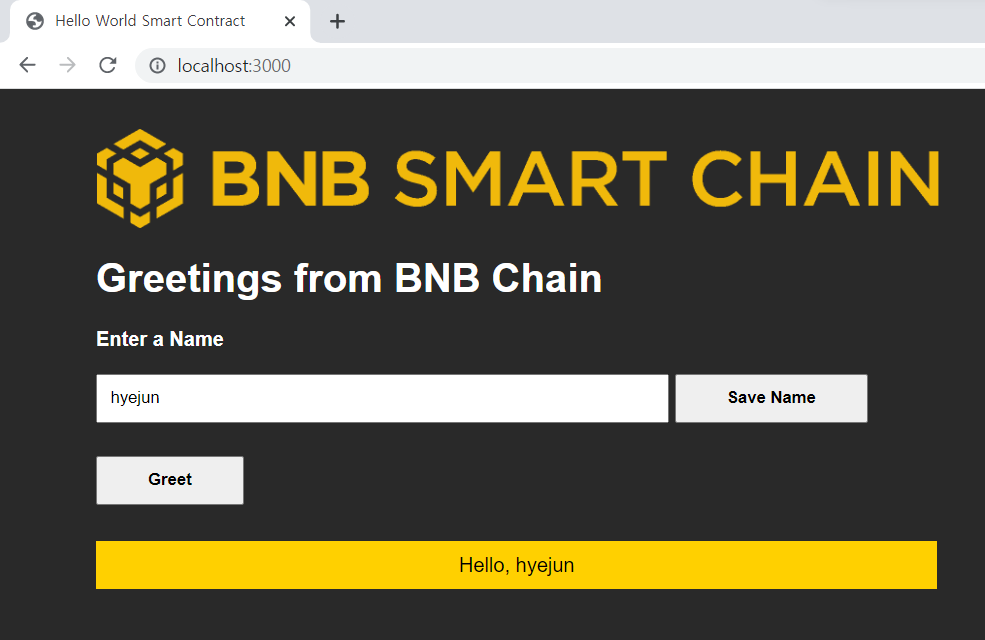 Hello World Smart Contract
localhost:3000
BNB SMART CHAIN
Greetings from BNB Chain
Enter a Name
hyejun
Save Name
Greet
Hello, hyejun